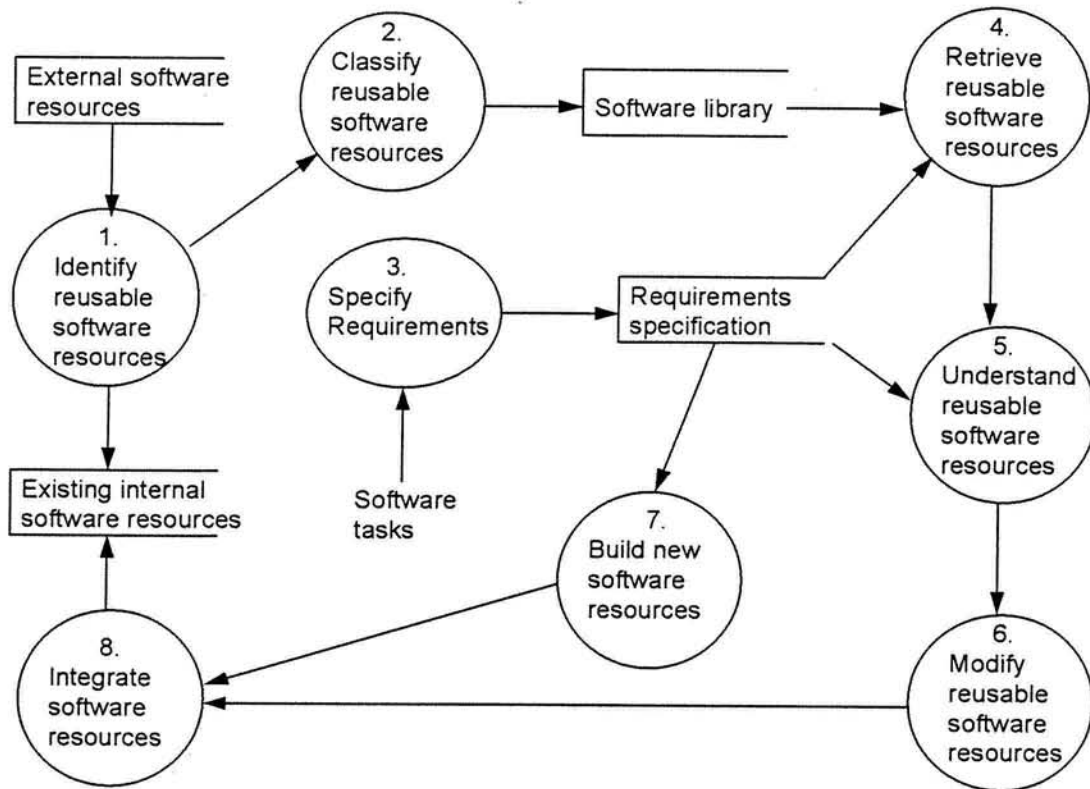 External software
resources
2.
Classify
reusable
software
resources
Software library
4.
Retrieve
reusable
software
resources
1.
Identify
reusable
software
resources
3.
Specify
Requirements
Requirements
specification
5.
Understand
reusable
software
resources
Existing internal
software resources
Software
tasks
7.
Build new
software
resources
8.
Integrate
software
resources
6.
Modify
reusable
software
resources